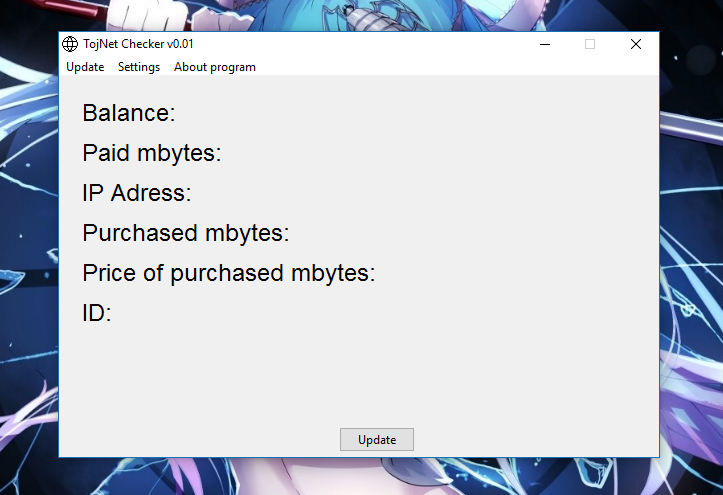 TojNet Checker v0.01
Update Settings About program
Balance:
Paid mbytes:
IP Adress:
Purchased mbytes:
Price of purchased mbytes:
ID:
Update